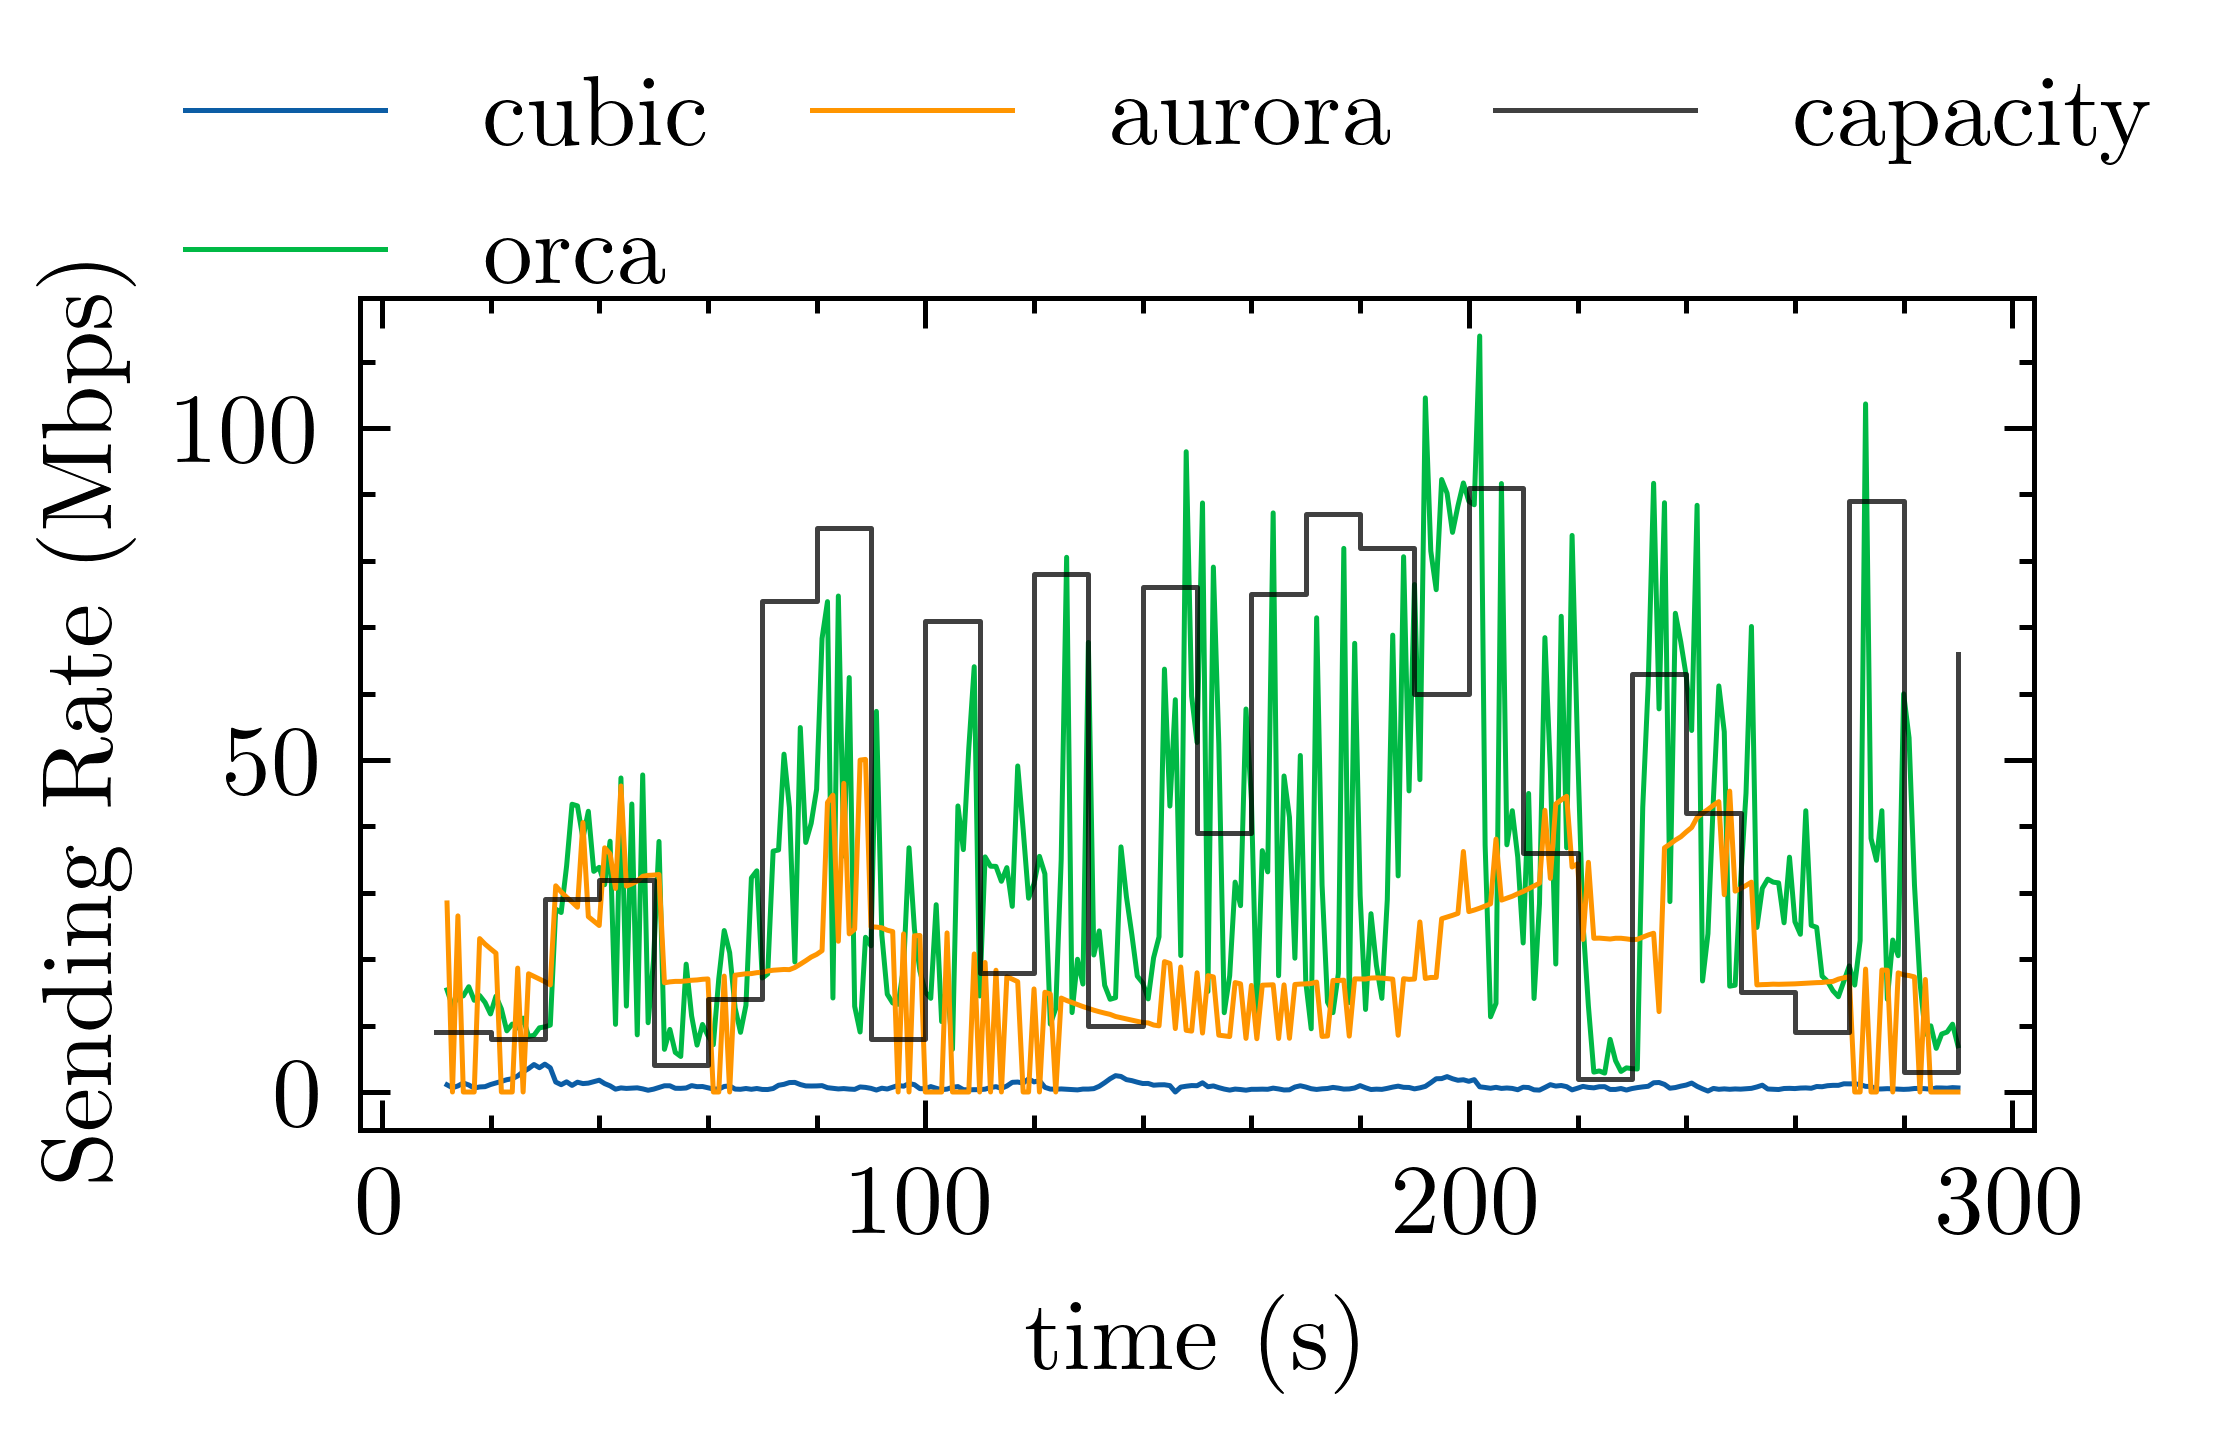 cubic
aurora
capacity
orca
Sending Rate (Mbps)
100
50
0
0
100
200
300
time (s)